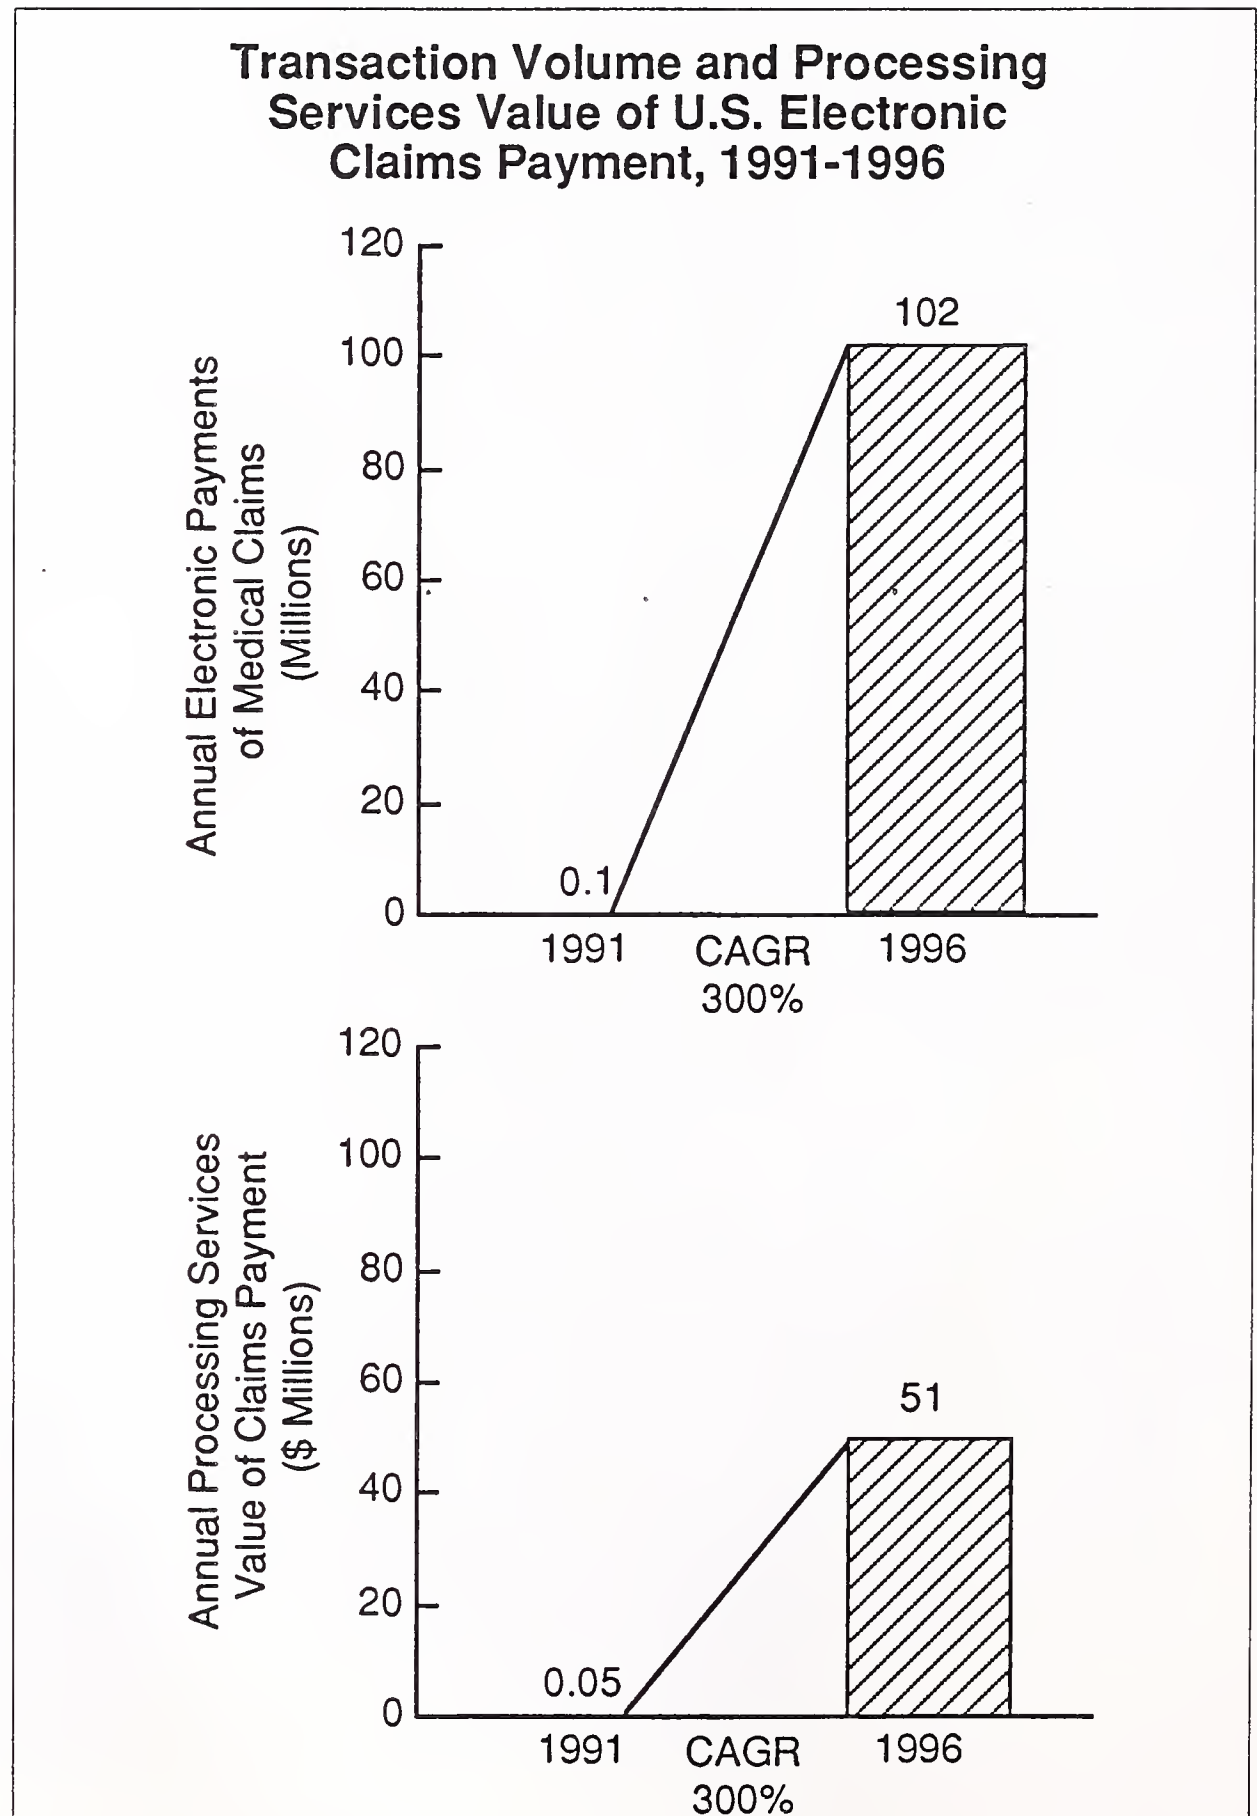 Transaction Volume and Processing
Services Value of U.S. Electronic
Claims Payment, 1991-1996
Annual Electronic Payments
of Medical Claims
(Millions)
120
100
80
60
40
20
0
102
0.1
1991
CAGR
300%
1996
Annual Processing Services
Value of Claims Payment
($ Millions)
120
100
80
60
40
20
0
51
0.05
1991
CAGR
300%
1996